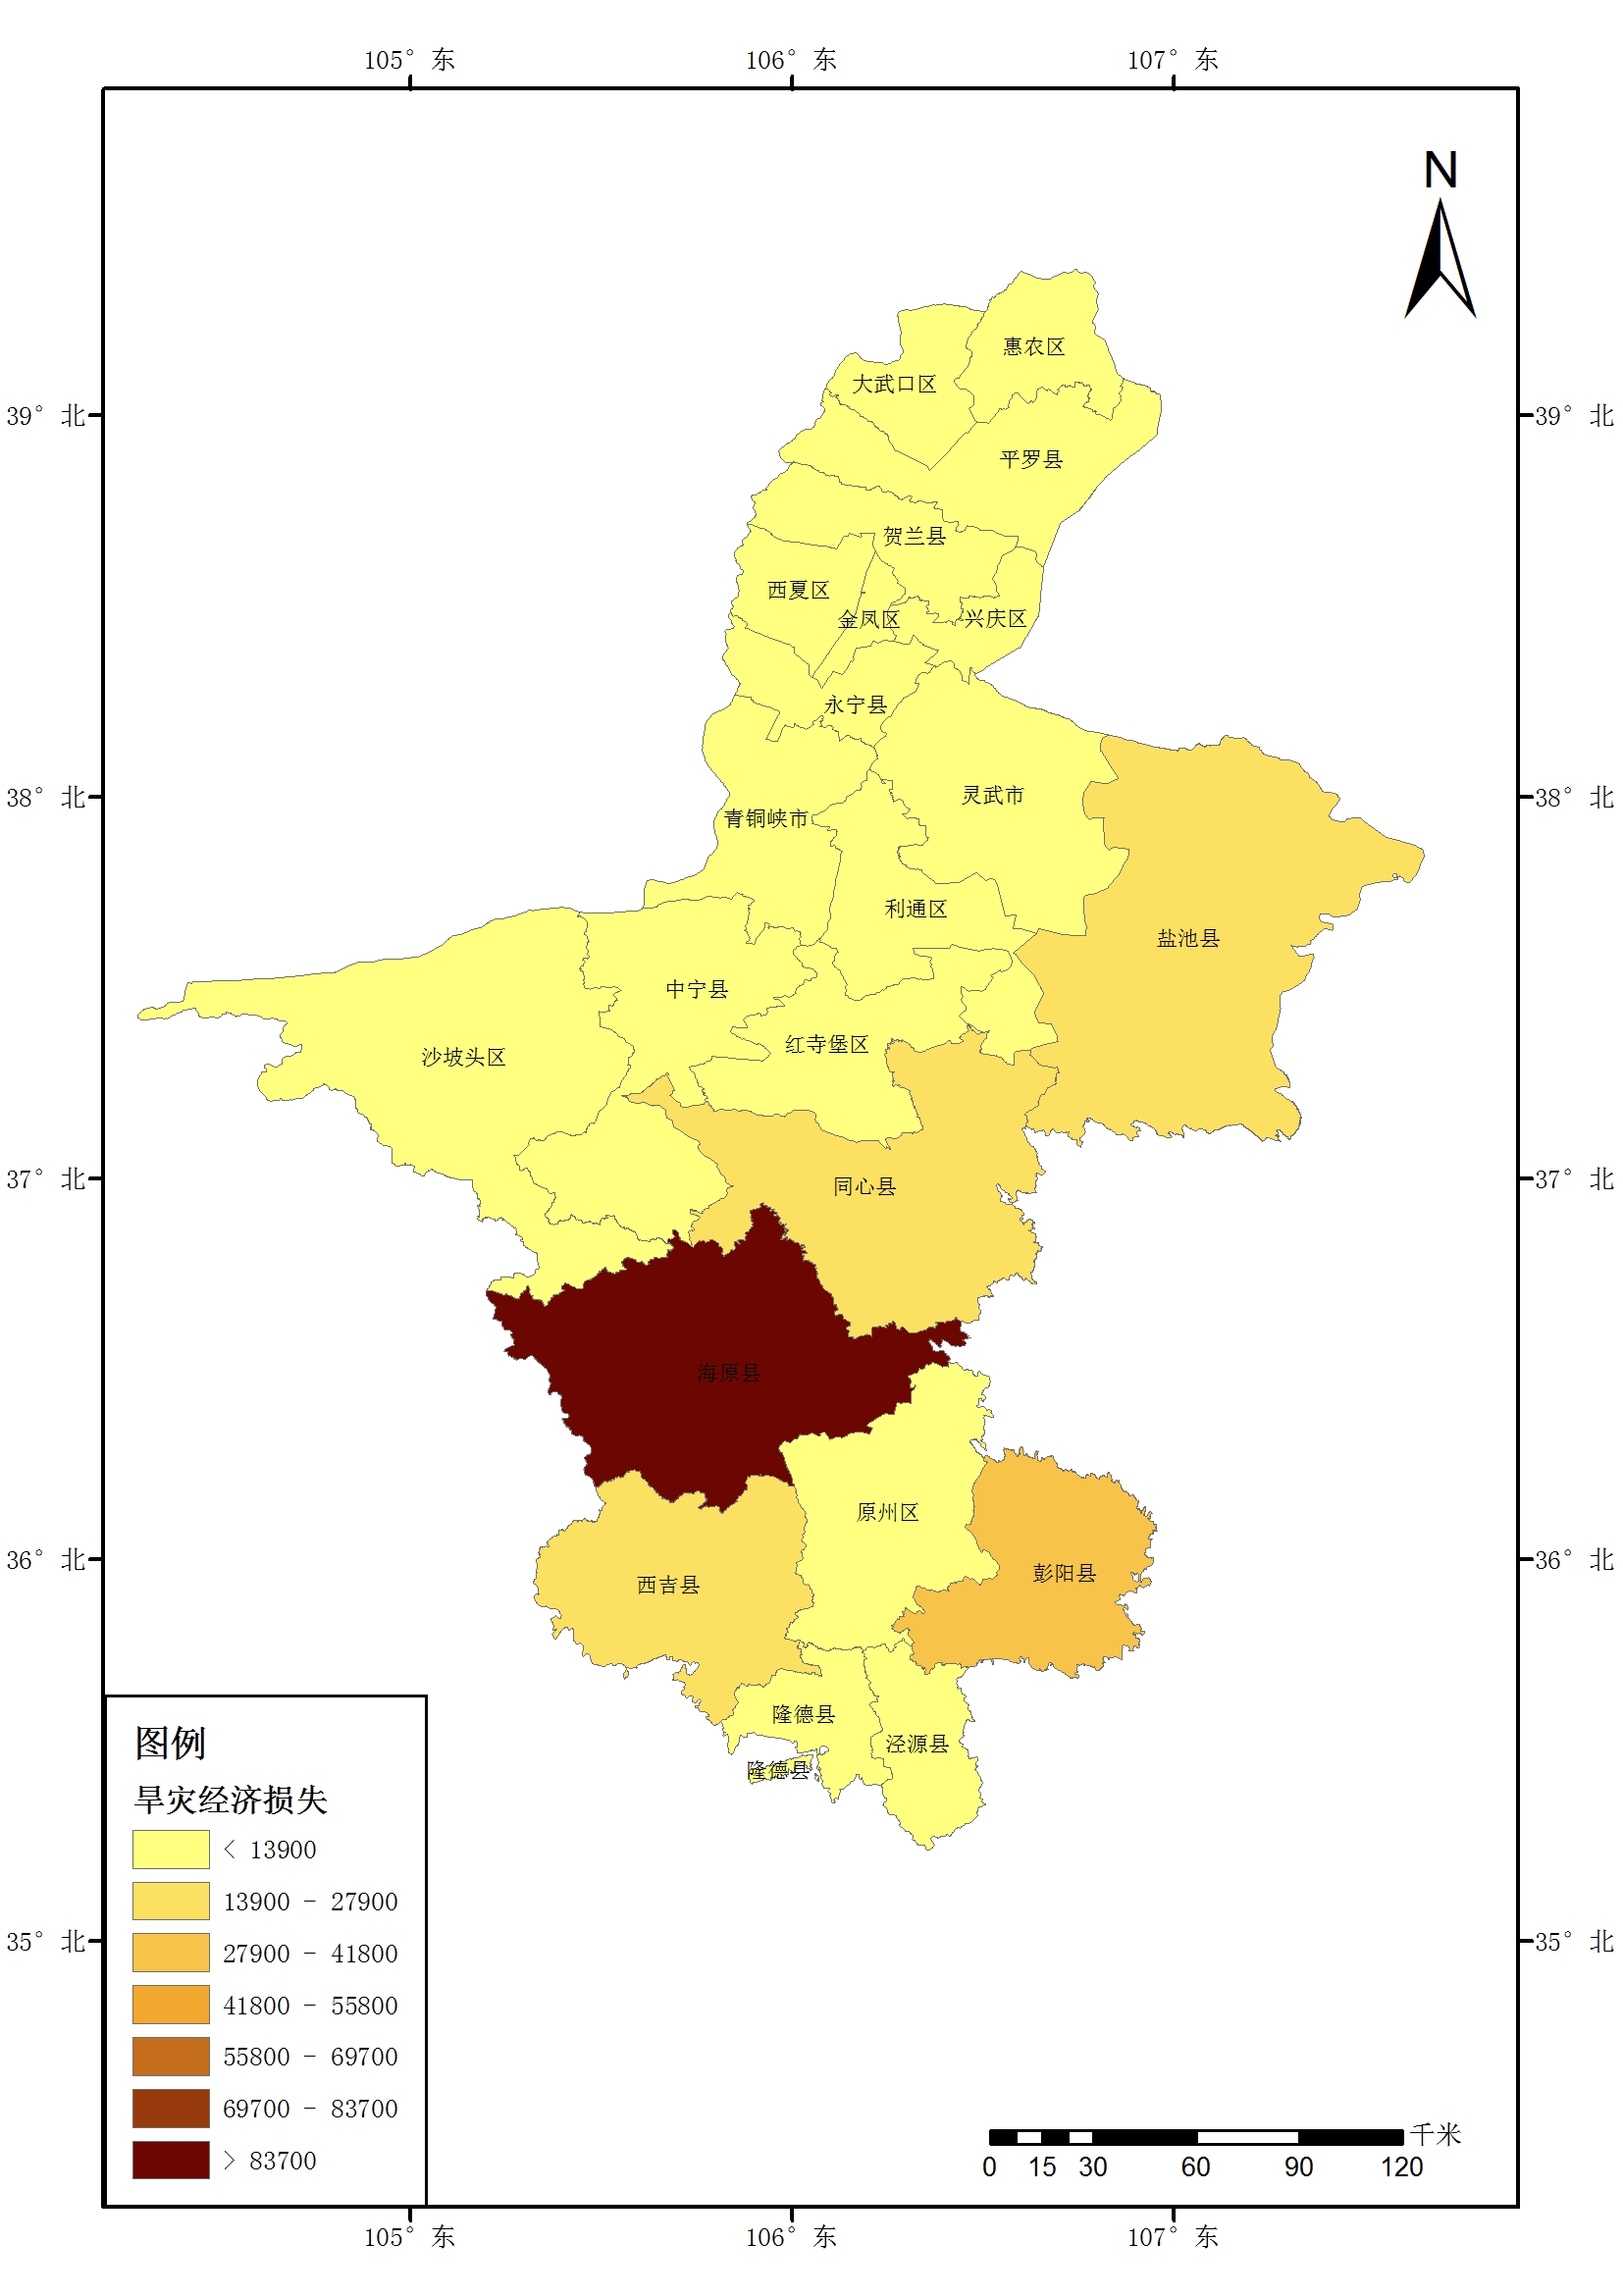 105° 东
106° 东
107° 东
N
39° 北
39° 北
38° 北
38° 北
37° 北
37° 北
36° 北
36° 北
35° 北
35° 北
惠农区
大武口区
平罗县
贺兰县
西夏区
金凤区
兴庆区
永宁县
灵武市
青铜峡市
利通区
盐池县
中宁县
红寺堡区
沙坡头区
同心县
海原县
原州区
彭阳县
西吉县
隆德县
泾源县
隆德县
图例
旱灾经济损失
< 13900
13900 - 27900
27900 - 41800
41800 - 55800
55800 - 69700
69700 - 83700
> 83700
千米
0 15 30 60 90 120
105° 东
106° 东
107° 东